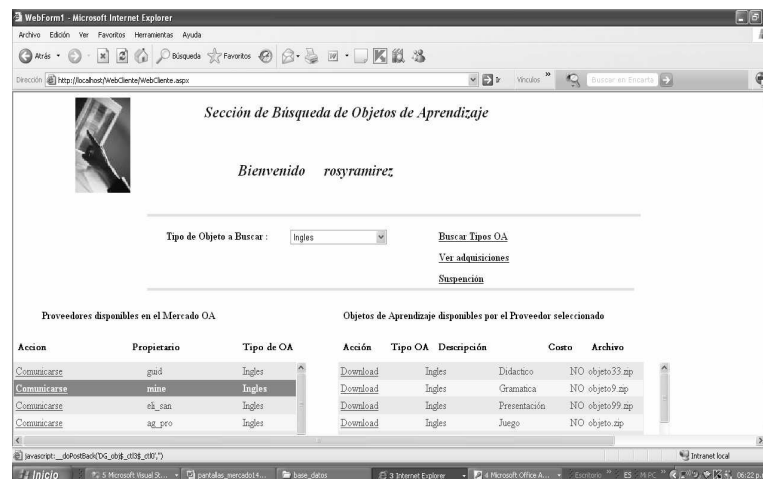 WebForm1 - Microsoft Internet Explorer
Archivo Edición Ver Favoritos Herramientas Ayuda
Atrás Búsqueda Favoritos
Dirección http://localhost/WebCliente/WebCliente.aspx Ir Vínculos » Buscar en Encarta
Sección de Búsqueda de Objetos de Aprendizaje
Bienvenido rosyramirez
Tipo de Objeto a Buscar : Ingles Buscar Tipos OA
Ver adquisiciones
Suspención
Proveedores disponibles en el Mercado OA Objetos de Aprendizaje disponibles por el Proveedor seleccionado
Accion Propietario Tipo de OA Acción Tipo OA Descripción Costo Archivo
Comunicarse guid Ingles Download Ingles Didactico NO objeto33.zip
Comunicarse mine Ingles Download Ingles Gramatica NO objeto9.zip
Comunicarse eli_san Ingles Download Ingles Presentación NO objeto99.zip
Comunicarse ag_pro Ingles Download Ingles Juego NO objeto.zip
javascript:__doPostBack('DG_obj$_ctl3$_ctl0','') Intranet local
Inicio 5 Microsoft Visual St... pantallas_mercado14... base_datos 3 Internet Explorer 4 Microsoft Office A... Escritorio » ES Mi PC » 06:22 p.